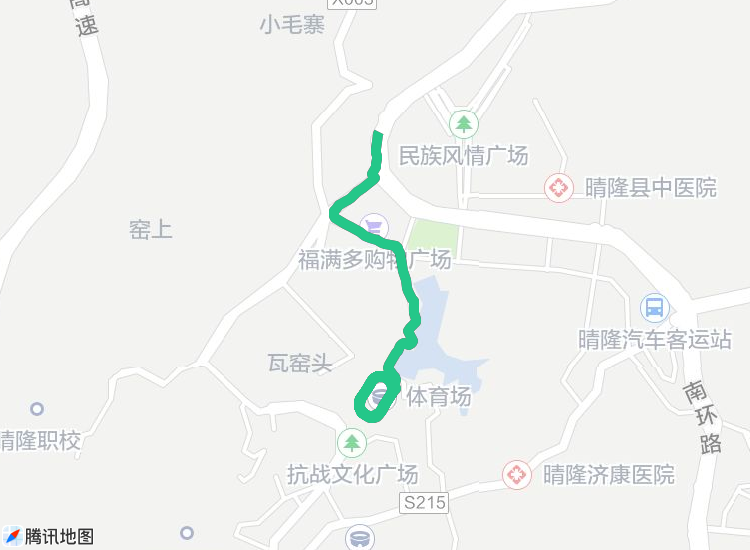 X003
小毛寨
高速
民族风情广场
晴隆县中医院
窑上
福满多购物广场
晴隆汽车客运站
瓦窑头
南环路
体育场
晴隆职校
抗战文化广场
晴隆济康医院
S215
腾讯地图